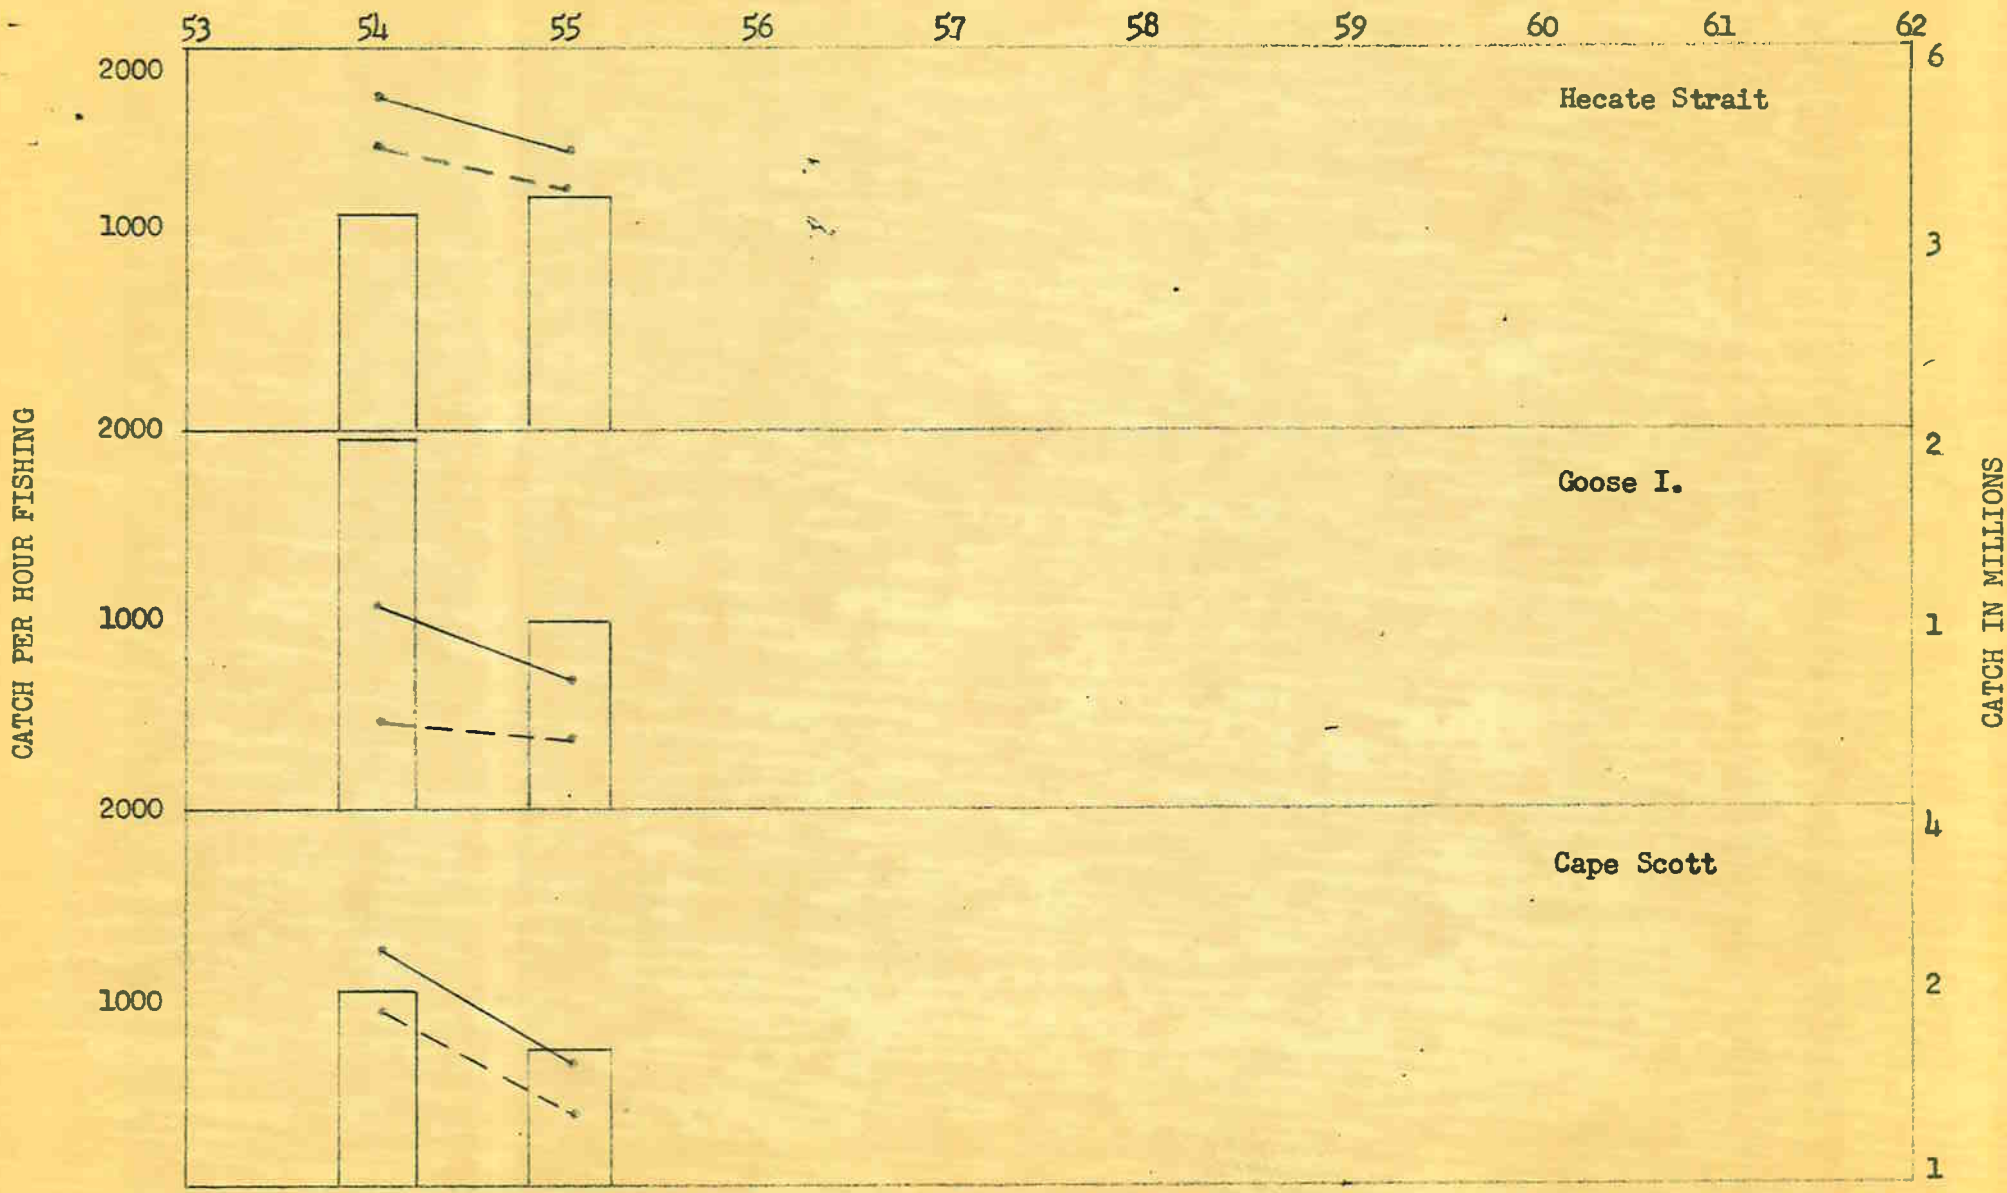 53 54 55 56 57 58 59 60 61 62
2000 6
Hecate Strait
1000 3
2000 2
Goose I.
1000 1
2000 4
Cape Scott
1000 2
1
CATCH PER HOUR FISHING
CATCH IN MILLIONS